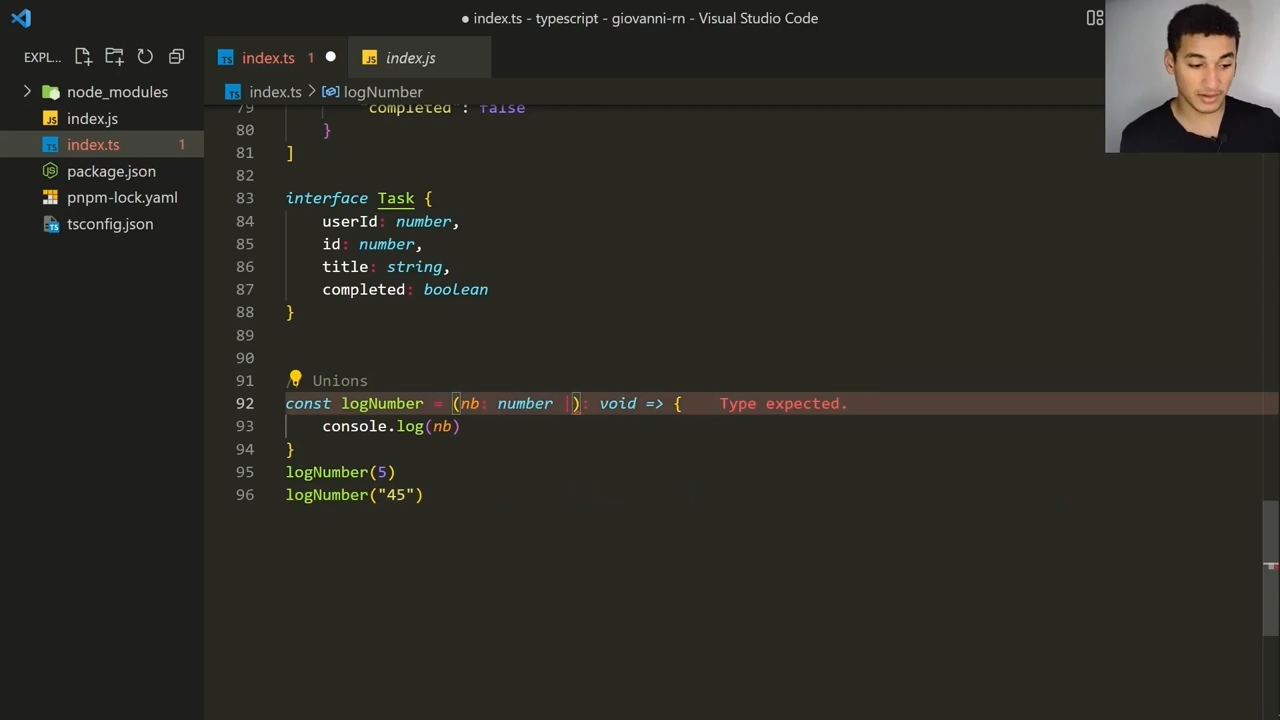 ● index.ts - typescript - giovanni-rn - Visual Studio Code
EXPL...
index.ts 1 ●
index.js
index.ts > logNumber
node_modules
index.js
index.ts 1
package.json
pnpm-lock.yaml
tsconfig.json
79 "completed": false
80 }
81 ]
82
83 interface Task {
84 userId: number,
85 id: number,
86 title: string,
87 completed: boolean
88 }
89
90
91 / Unions
92 const logNumber = (nb: number |): void => { Type expected.
93 console.log(nb)
94 }
95 logNumber(5)
96 logNumber("45")